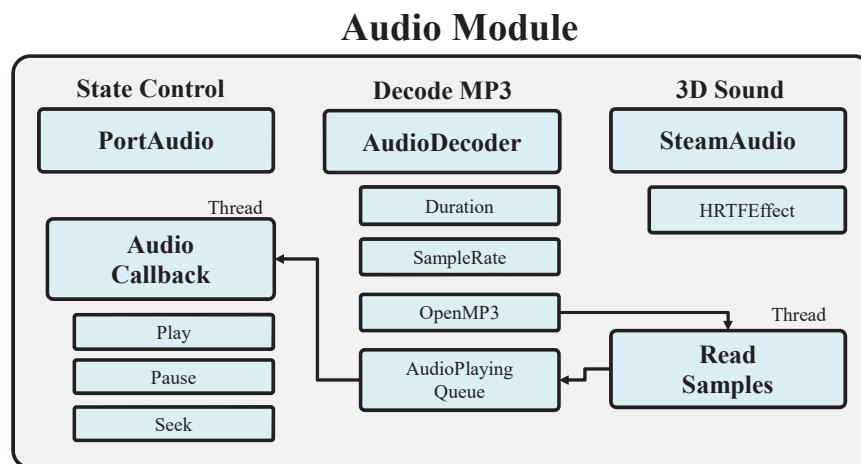 Audio Module
State Control
PortAudio
Thread
Audio
Callback
Play
Pause
Seek
Decode MP3
AudioDecoder
Duration
SampleRate
OpenMP3
AudioPlaying
Queue
3D Sound
SteamAudio
HRTFEffect
Thread
Read
Samples